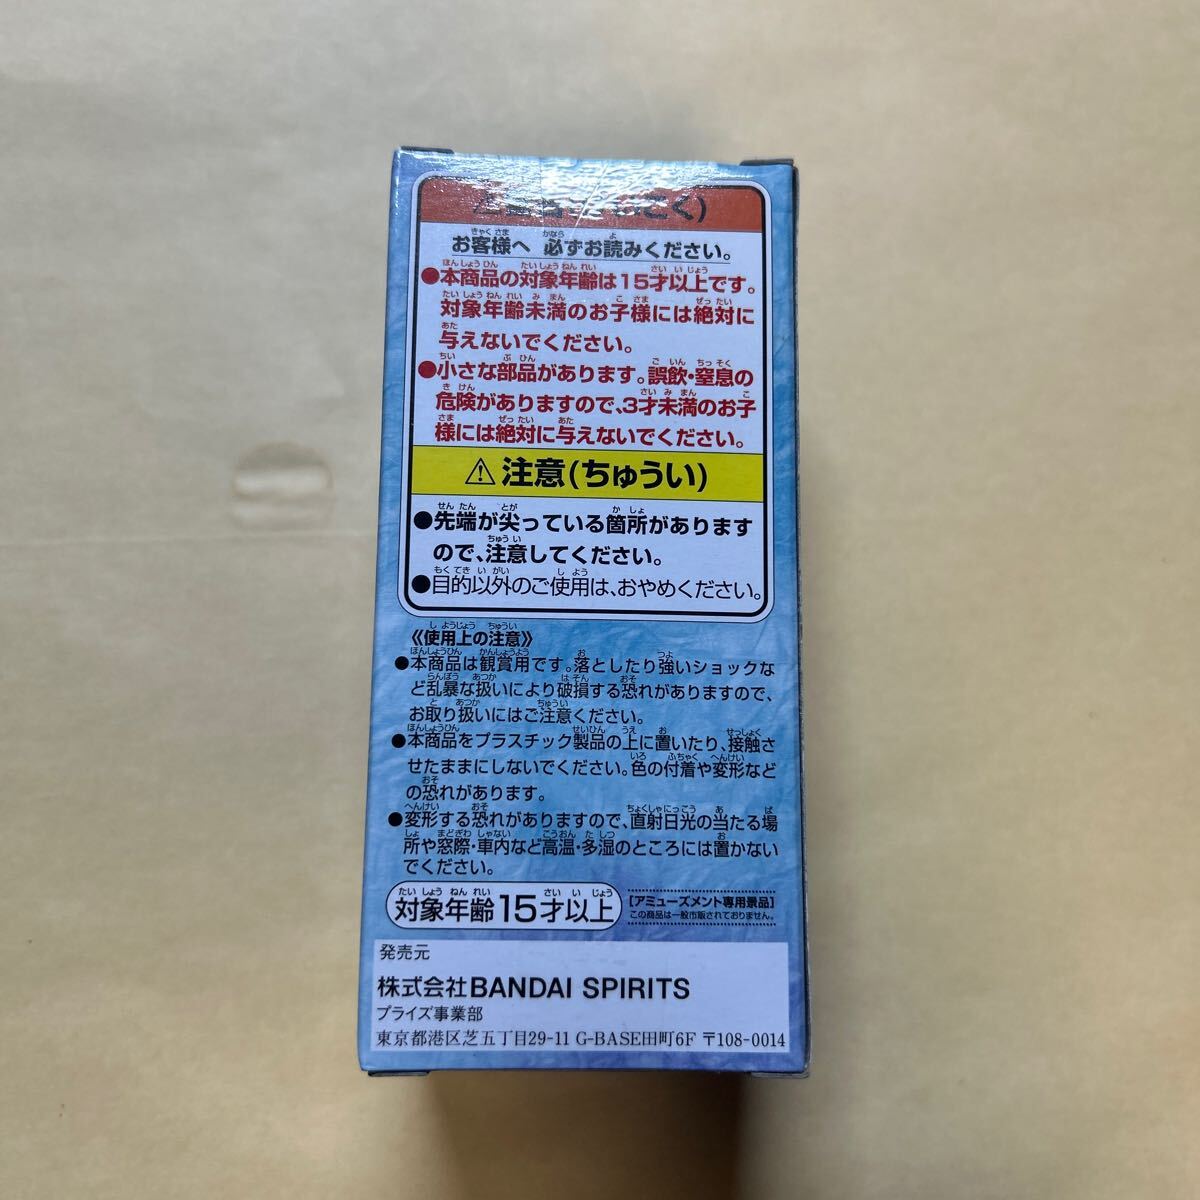 こく)
お客様へ 必ずお読みください。
●本商品の対象年齢は15才以上です。
対象年齢未満のお子様には絶対に
与えないでください。
●小さな部品があります。誤飲・窒息の
危険がありますので、3才未満のお子
様には絶対に与えないでください。
⚠注意(ちゅうい)
●先端が尖っている箇所があります
ので、注意してください。
●目的以外のご使用は、おやめください。
《使用上の注意》
●本商品は観賞用です。落としたり強いショックな
ど乱暴な扱いにより破損する恐れがありますので、
お取り扱いにはご注意ください。
●本商品をプラスチック製品の上に置いたり、接触さ
せたままにしないでください。色の付着や変形など
の恐れがあります。
●変形する恐れがありますので、直射日光の当たる場
所や窓際・車内など高温・多湿のところには置かない
でください。
対象年齢15才以上
[アミューズメント専用景品]
この商品は一般市販されておりません。
発売元
株式会社BANDAI SPIRITS
プライズ事業部
東京都港区芝五丁目29-11 G-BASE田町6F 〒108-0014